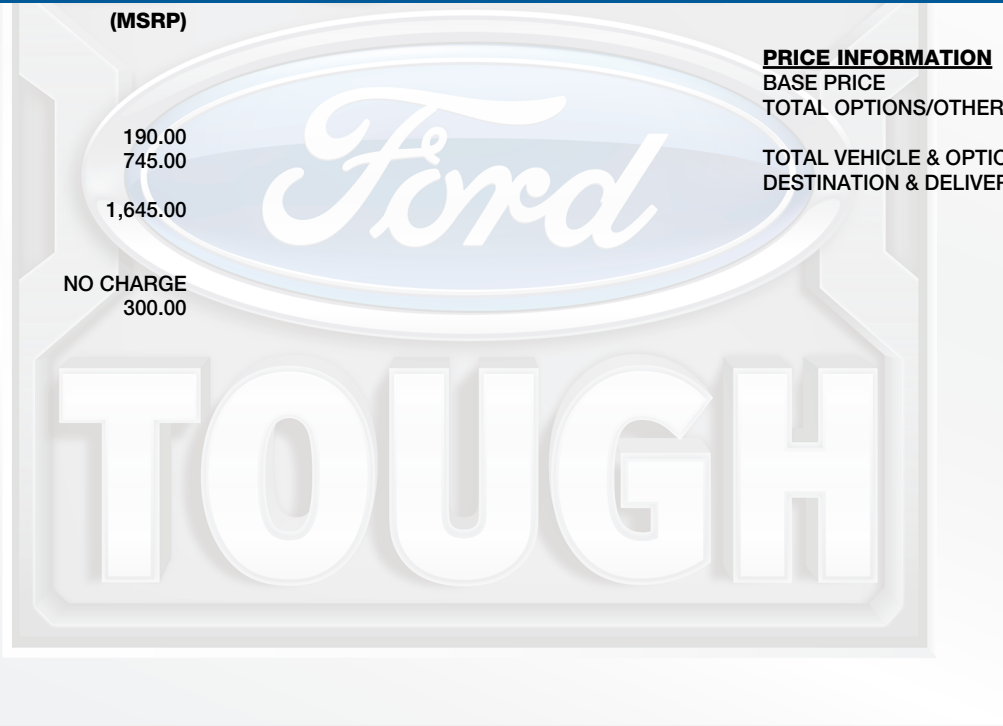 (MSRP)
190.00
745.00
1,645.00
NO CHARGE
300.00
PRICE INFORMATION
BASE PRICE
TOTAL OPTIONS/OTHER
TOTAL VEHICLE & OPTIO
DESTINATION & DELIVER
Ford
TOUGH